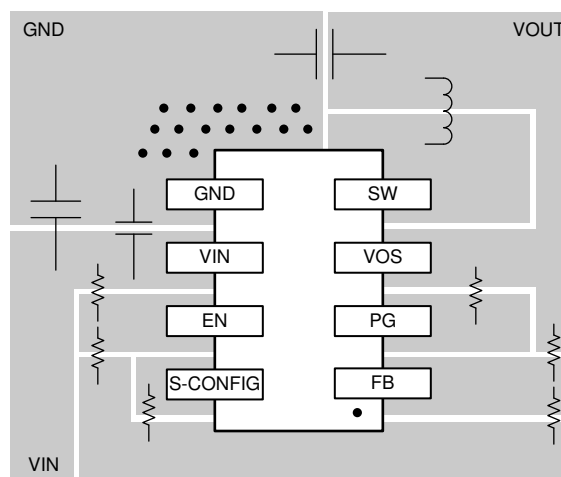 GND VOUT
GND SW
VIN VOS
EN PG
S-CONFIG FB
VIN